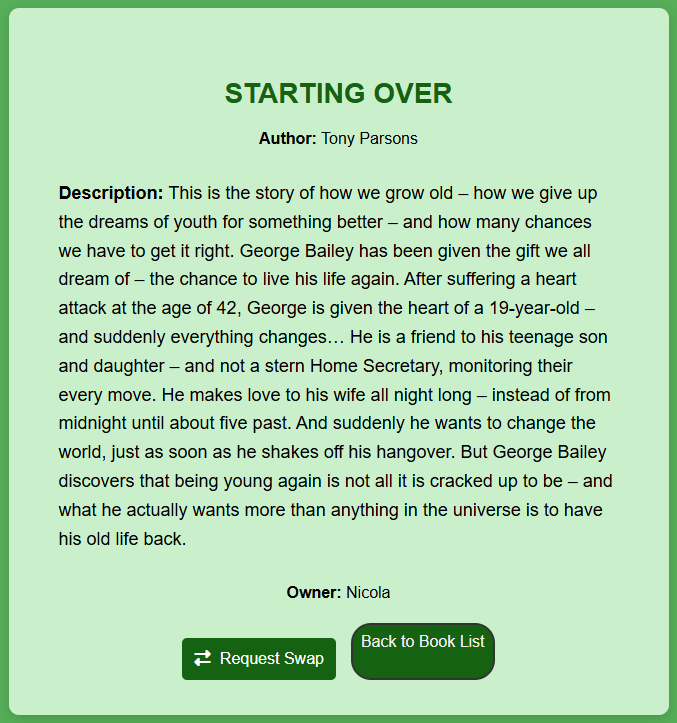 STARTING OVER
Author: Tony Parsons
Description: This is the story of how we grow old – how we give up
the dreams of youth for something better – and how many chances
we have to get it right. George Bailey has been given the gift we all
dream of – the chance to live his life again. After suffering a heart
attack at the age of 42, George is given the heart of a 19-year-old –
and suddenly everything changes… He is a friend to his teenage son
and daughter – and not a stern Home Secretary, monitoring their
every move. He makes love to his wife all night long – instead of from
midnight until about five past. And suddenly he wants to change the
world, just as soon as he shakes off his hangover. But George Bailey
discovers that being young again is not all it is cracked up to be – and
what he actually wants more than anything in the universe is to have
his old life back.
Owner: Nicola
Request Swap
Back to Book List